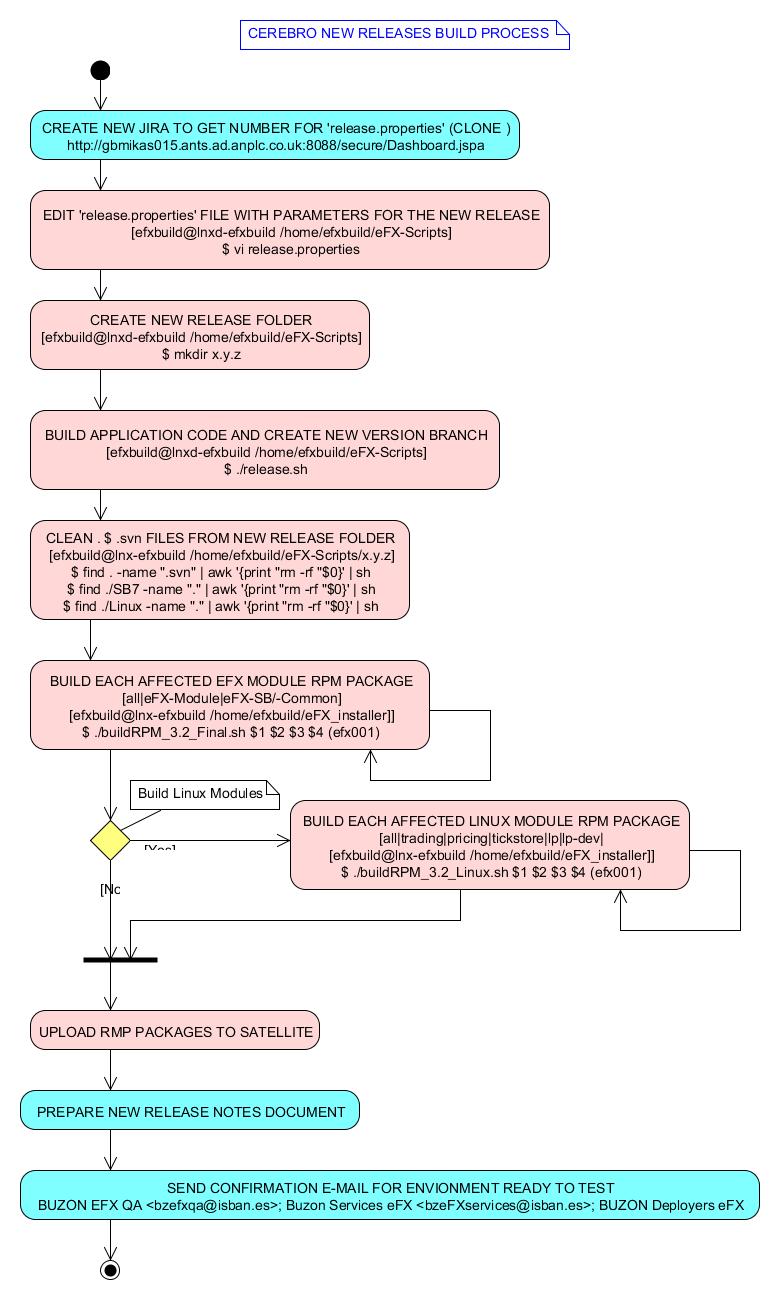 CEREBRO NEW RELEASES BUILD PROCESS
CREATE NEW JIRA TO GET NUMBER FOR 'release.properties' (CLONE )
http://gbmikas015.ants.ad.anplc.co.uk:8088/secure/Dashboard.jspa
EDIT 'release.properties' FILE WITH PARAMETERS FOR THE NEW RELEASE
[efxbuild@lnxd-efxbuild /home/efxbuild/eFX-Scripts]
$ vi release.properties
CREATE NEW RELEASE FOLDER
[efxbuild@lnxd-efxbuild /home/efxbuild/eFX-Scripts]
$ mkdir x.y.z
BUILD APPLICATION CODE AND CREATE NEW VERSION BRANCH
[efxbuild@lnxd-efxbuild /home/efxbuild/eFX-Scripts]
$ ./release.sh
CLEAN . $ .svn FILES FROM NEW RELEASE FOLDER
[efxbuild@lnx-efxbuild /home/efxbuild/eFX-Scripts/x.y.z]
$ find . -name ".svn" | awk '{print "rm -rf "$0}' | sh
$ find ./SB7 -name "." | awk '{print "rm -rf "$0}' | sh
$ find ./Linux -name "." | awk '{print "rm -rf "$0}' | sh
BUILD EACH AFFECTED EFX MODULE RPM PACKAGE
[all|eFX-Module|eFX-SB/-Common]
[efxbuild@lnx-efxbuild /home/efxbuild/eFX_installer]]
$ ./buildRPM_3.2_Final.sh $1 $2 $3 $4 (efx001)
Build Linux Modules
BUILD EACH AFFECTED LINUX MODULE RPM PACKAGE
[all|trading|pricing|tickstore|lp|lp-dev|
[efxbuild@lnx-efxbuild /home/efxbuild/eFX_installer]]
$ ./buildRPM_3.2_Linux.sh $1 $2 $3 $4 (efx001)
[Yes]
[No
UPLOAD RMP PACKAGES TO SATELLITE
PREPARE NEW RELEASE NOTES DOCUMENT
SEND CONFIRMATION E-MAIL FOR ENVIONMENT READY TO TEST
BUZON EFX QA <bzefxqa@isban.es>; Buzon Services eFX <bzeFXservices@isban.es>; BUZON Deployers eFX